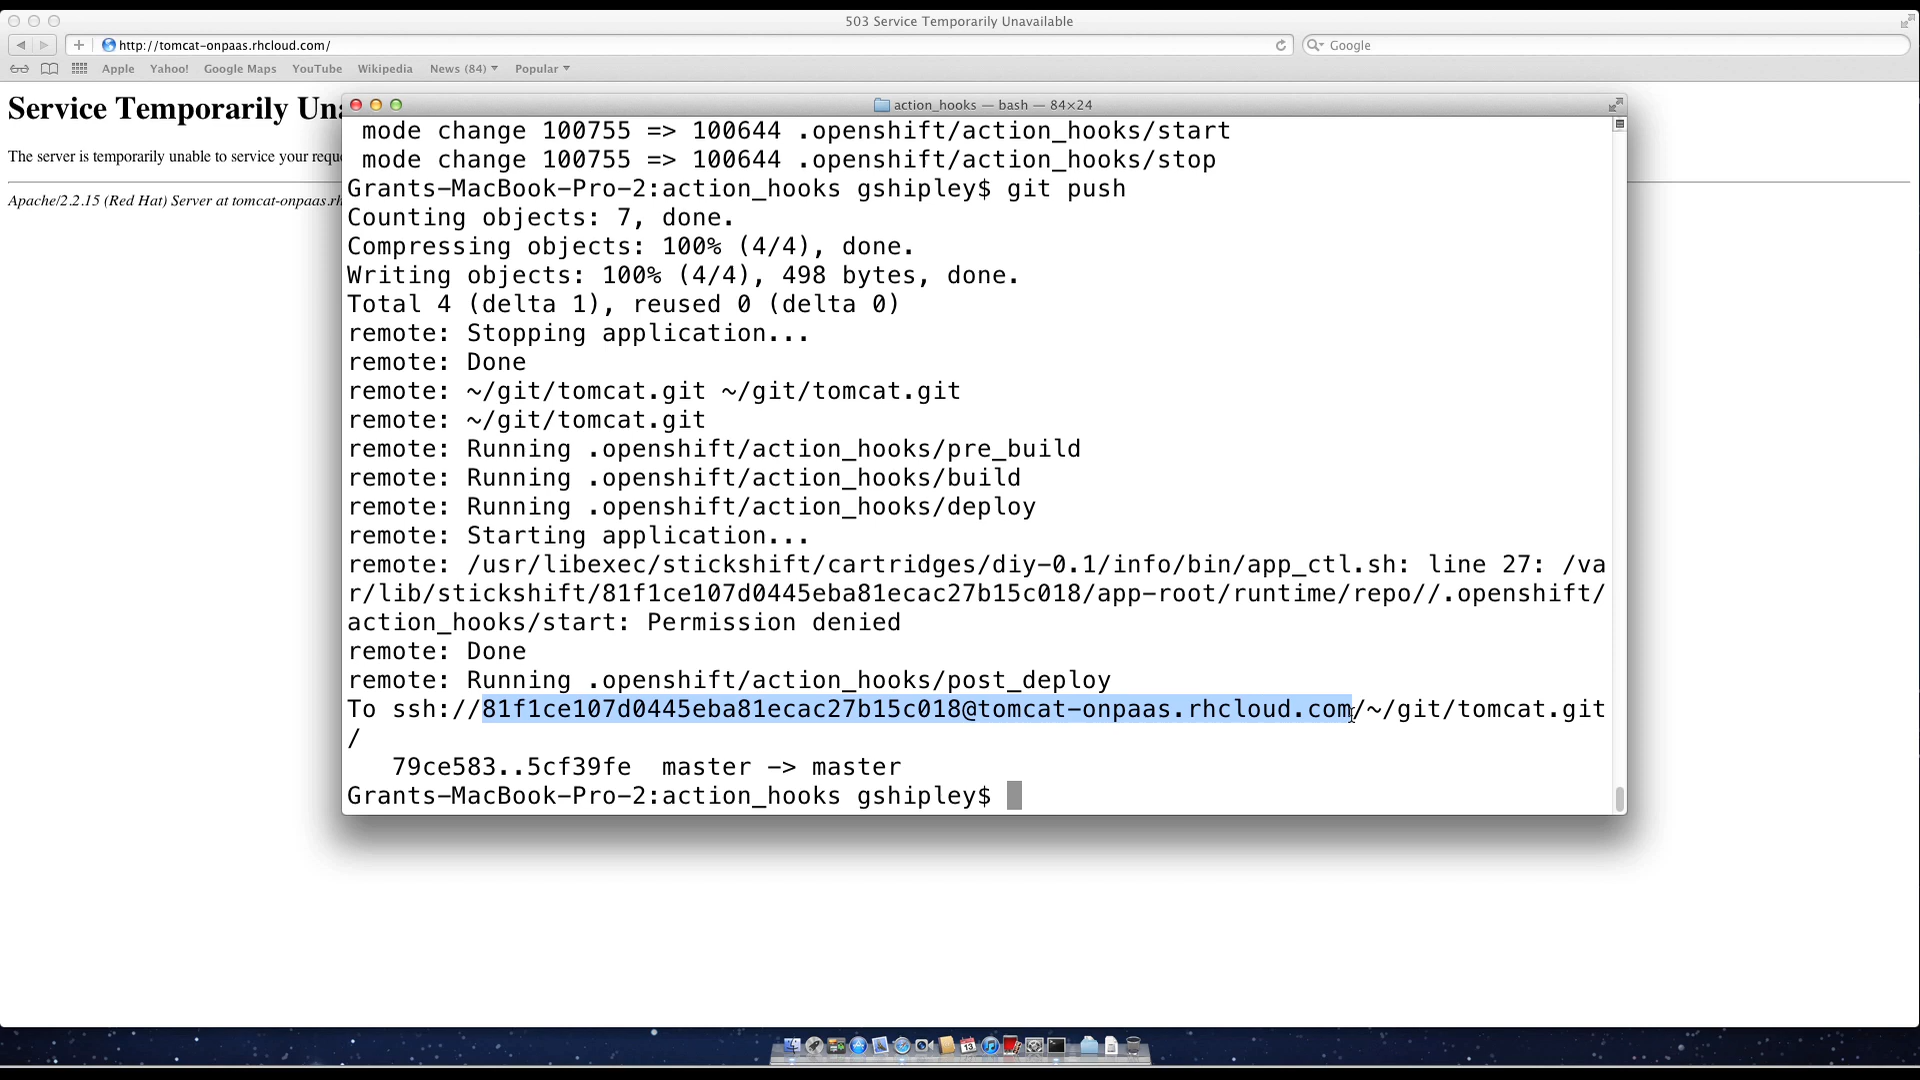 503 Service Temporarily Unavailable
http://tomcat-onpaas.rhcloud.com/
Google
Apple Yahoo! Google Maps YouTube Wikipedia News (84) Popular
Service Temporarily Una
The server is temporarily unable to service your reque
Apache/2.2.15 (Red Hat) Server at tomcat-onpaas.rh
action_hooks — bash — 84×24
mode change 100755 => 100644 .openshift/action_hooks/start
mode change 100755 => 100644 .openshift/action_hooks/stop
Grants-MacBook-Pro-2:action_hooks gshipley$ git push
Counting objects: 7, done.
Compressing objects: 100% (4/4), done.
Writing objects: 100% (4/4), 498 bytes, done.
Total 4 (delta 1), reused 0 (delta 0)
remote: Stopping application...
remote: Done
remote: ~/git/tomcat.git ~/git/tomcat.git
remote: ~/git/tomcat.git
remote: Running .openshift/action_hooks/pre_build
remote: Running .openshift/action_hooks/build
remote: Running .openshift/action_hooks/deploy
remote: Starting application...
remote: /usr/libexec/stickshift/cartridges/diy-0.1/info/bin/app_ctl.sh: line 27: /va
r/lib/stickshift/81f1ce107d0445eba81ecac27b15c018/app-root/runtime/repo//.openshift/
action_hooks/start: Permission denied
remote: Done
remote: Running .openshift/action_hooks/post_deploy
To ssh://81f1ce107d0445eba81ecac27b15c018@tomcat-onpaas.rhcloud.com/~/git/tomcat.git
/
79ce583..5cf39fe  master -> master
Grants-MacBook-Pro-2:action_hooks gshipley$